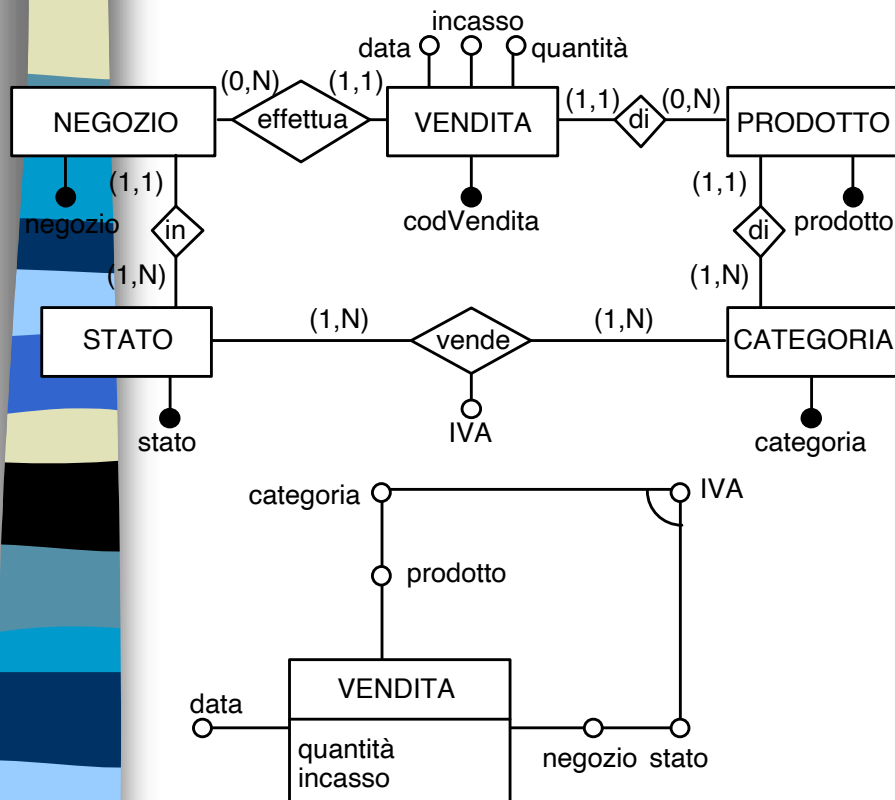 incasso
data quantità
(0,N) (1,1) (1,1) (0,N)
NEGOZIO effettua VENDITA di PRODOTTO
(1,1) (1,1)
negozio in codVendita di prodotto
(1,N) (1,N)
(1,N) (1,N)
STATO vende CATEGORIA
stato IVA categoria
categoria IVA
prodotto
VENDITA
data
quantità
negozio stato
incasso